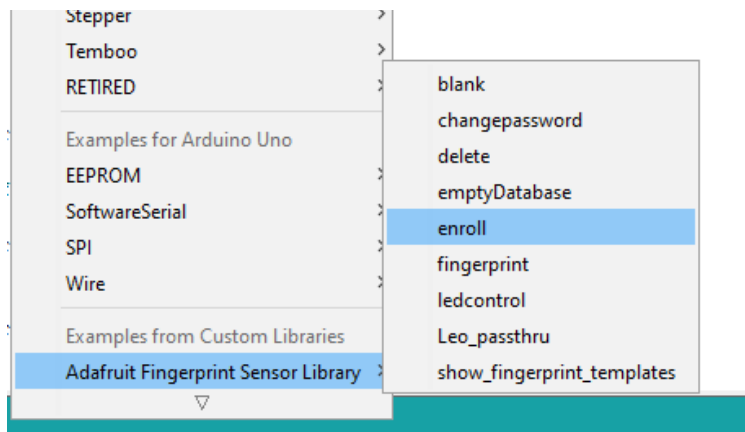 Stepper
Temboo
RETIRED
Examples for Arduino Uno
EEPROM
SoftwareSerial
SPI
Wire
Examples from Custom Libraries
Adafruit Fingerprint Sensor Library
blank
changepassword
delete
emptyDatabase
enroll
fingerprint
ledcontrol
Leo_passthru
show_fingerprint_templates